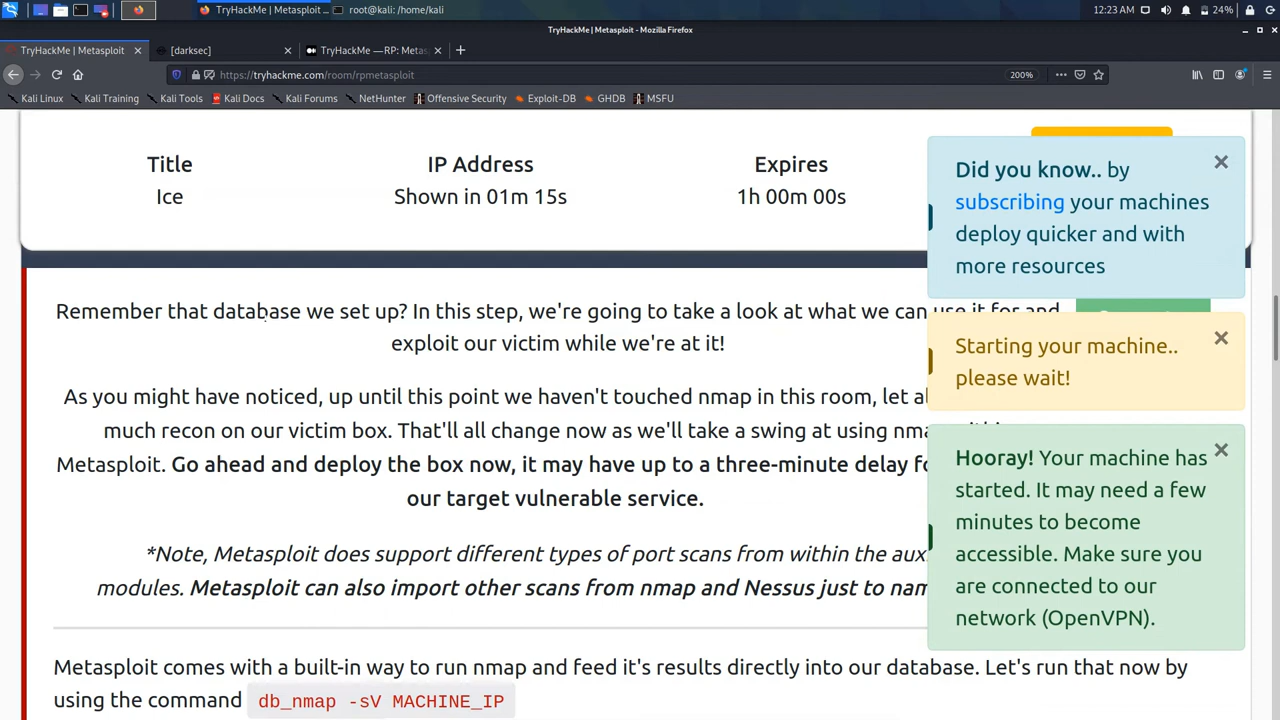 TryHackMe | Metasploit ...
root@kali: /home/kali
12:23 AM
24%
TryHackMe | Metasploit - Mozilla Firefox
TryHackMe | Metasploit
[darksec]
TryHackMe — RP: Metas
https://tryhackme.com/room/rpmetasploit
200%
Kali Linux
Kali Training
Kali Tools
Kali Docs
Kali Forums
NetHunter
Offensive Security
Exploit-DB
GHDB
MSFU
Title
IP Address
Expires
Ice
Shown in 01m 15s
1h 00m 00s
Did you know.. by
subscribing your machines
deploy quicker and with
more resources
Remember that database we set up? In this step, we're going to take a look at what we can use it for and
exploit our victim while we're at it!
Starting your machine..
please wait!
As you might have noticed, up until this point we haven't touched nmap in this room, let al
much recon on our victim box. That'll all change now as we'll take a swing at using nma
Metasploit. Go ahead and deploy the box now, it may have up to a three-minute delay fo
our target vulnerable service.
Hooray! Your machine has
started. It may need a few
minutes to become
accessible. Make sure you
are connected to our
network (OpenVPN).
*Note, Metasploit does support different types of port scans from within the aux
modules. Metasploit can also import other scans from nmap and Nessus just to nam
Metasploit comes with a built-in way to run nmap and feed it's results directly into our database. Let's run that now by
using the command db_nmap -sV MACHINE_IP